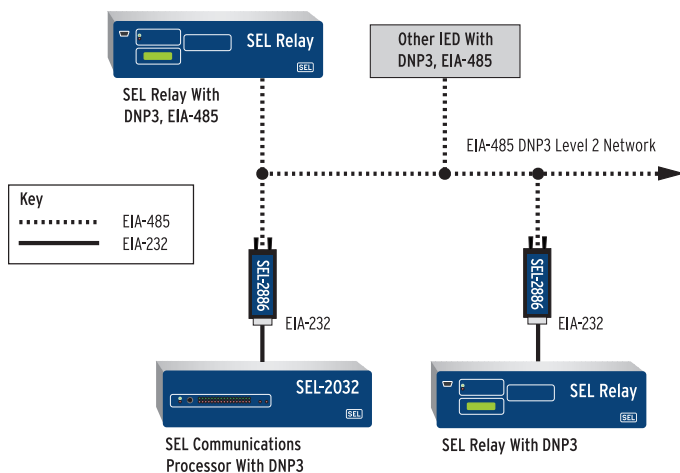 SEL Relay
SEL
SEL Relay With
DNP3, EIA-485
Other IED With
DNP3, EIA-485
EIA-485 DNP3 Level 2 Network
Key
EIA-485
EIA-232
SEL-2886
EIA-232
SEL-2886
EIA-232
SEL-2032
SEL
SEL Communications
Processor With DNP3
SEL Relay
SEL
SEL Relay With DNP3